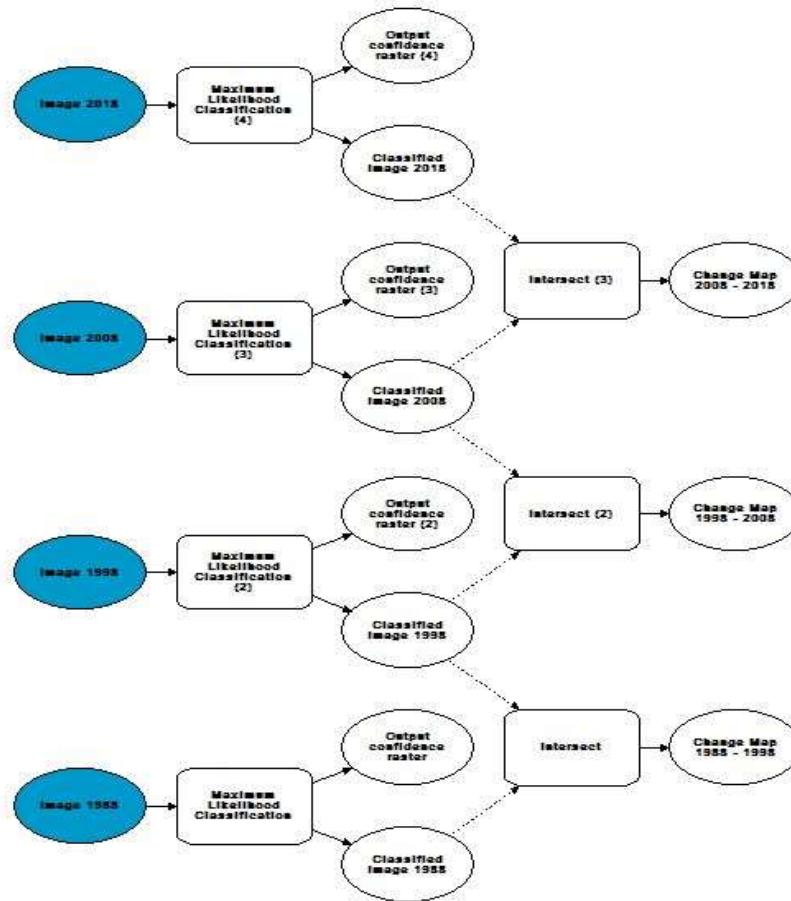 Image 2018
Maximum
Likelihood
Classification
(4)
Output
confidence
raster (4)
Classified
Image 2018
Intersect (3)
Change Map
2008 - 2018
Image 2008
Maximum
Likelihood
Classification
(3)
Output
confidence
raster (3)
Classified
Image 2008
Intersect (2)
Change Map
1998 - 2008
Image 1998
Maximum
Likelihood
Classification
(2)
Output
confidence
raster (2)
Classified
Image 1998
Intersect
Change Map
1988 - 1998
Image 1988
Maximum
Likelihood
Classification
Output
confidence
raster
Classified
Image 1988